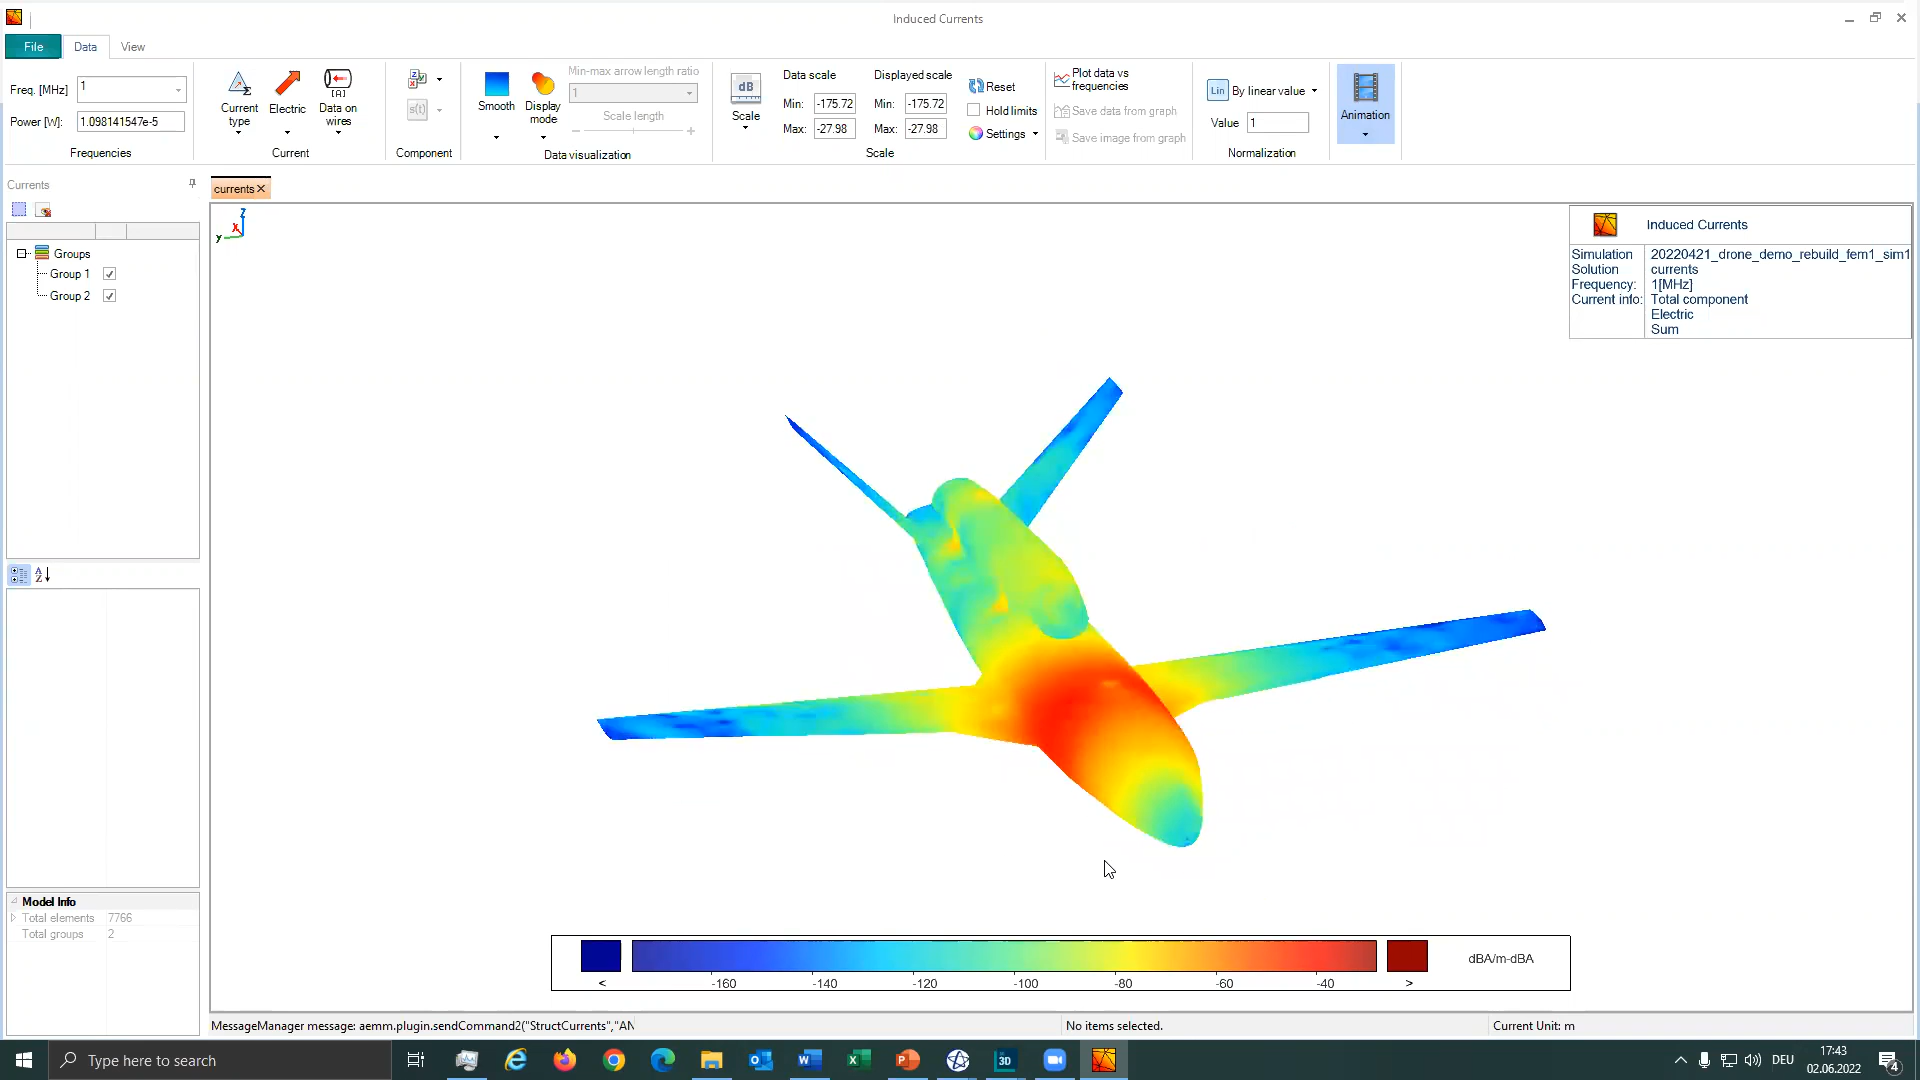 Induced Currents
File Data View
Freq. [MHz] 1
Power [W]: 1.098141547e-5
Frequencies
Current type
Electric
Data on wires
Current
s(t)
Component
Smooth
Display mode
Min-max arrow length ratio
1
Scale length
Data visualization
dB
Scale
Data scale
Min: -175.72
Max: -27.98
Displayed scale
Min: -175.72
Max: -27.98
Reset
Hold limits
Settings
Scale
Plot data vs frequencies
Save data from graph
Save image from graph
Lin By linear value
Value 1
Normalization
Animation
Currents
currents
Groups
Group 1
Group 2
Model Info
Total elements 7766
Total groups 2
Z
X
y
Induced Currents
Simulation 20220421_drone_demo_rebuild_fem1_sim1
Solution currents
Frequency: 1[MHz]
Current info: Total component
Electric
Sum
dBA/m-dBA
< -160 -140 -120 -100 -80 -60 -40 >
MessageManager message: aemm.plugin.sendCommand2("StructCurrents","AN
No items selected.
Current Unit: m
Type here to search
3D
DEU
17:43
02.06.2022
4